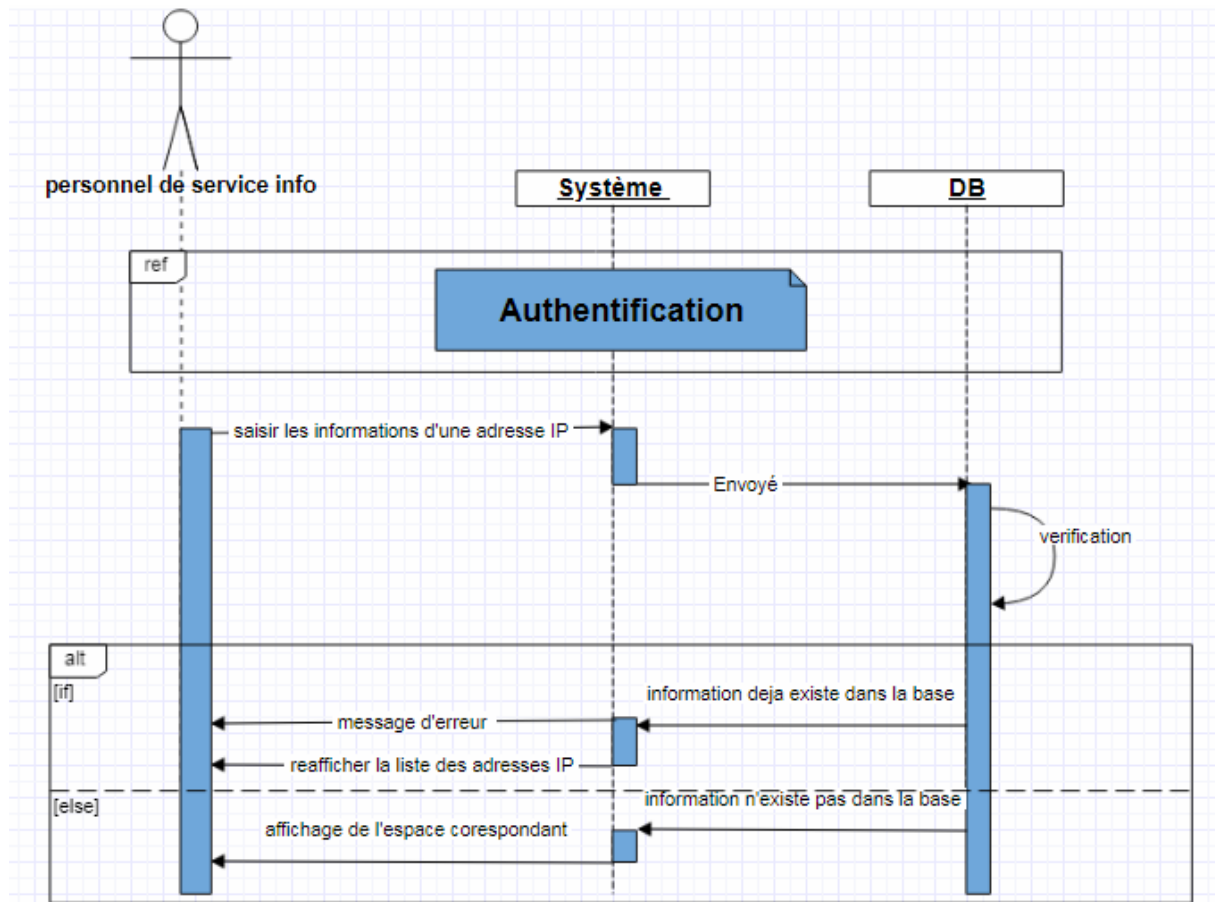 personnel de service info
Système
DB
ref
Authentification
saisir les informations d'une adresse IP
Envoyé
verification
alt
[if]
information deja existe dans la base
message d'erreur
reafficher la liste des adresses IP
[else]
information n'existe pas dans la base
affichage de l'espace corespondant